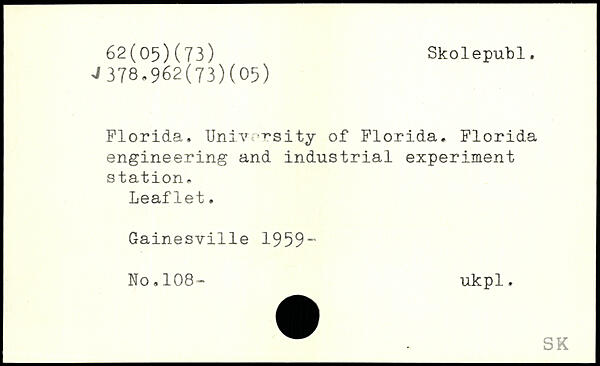 62(05)(73) Skolepubl.
✓378.962(73)(05)
Florida. University of Florida. Florida
engineering and industrial experiment
station.
Leaflet.
Gainesville 1959-
No.108- ukpl.
SK